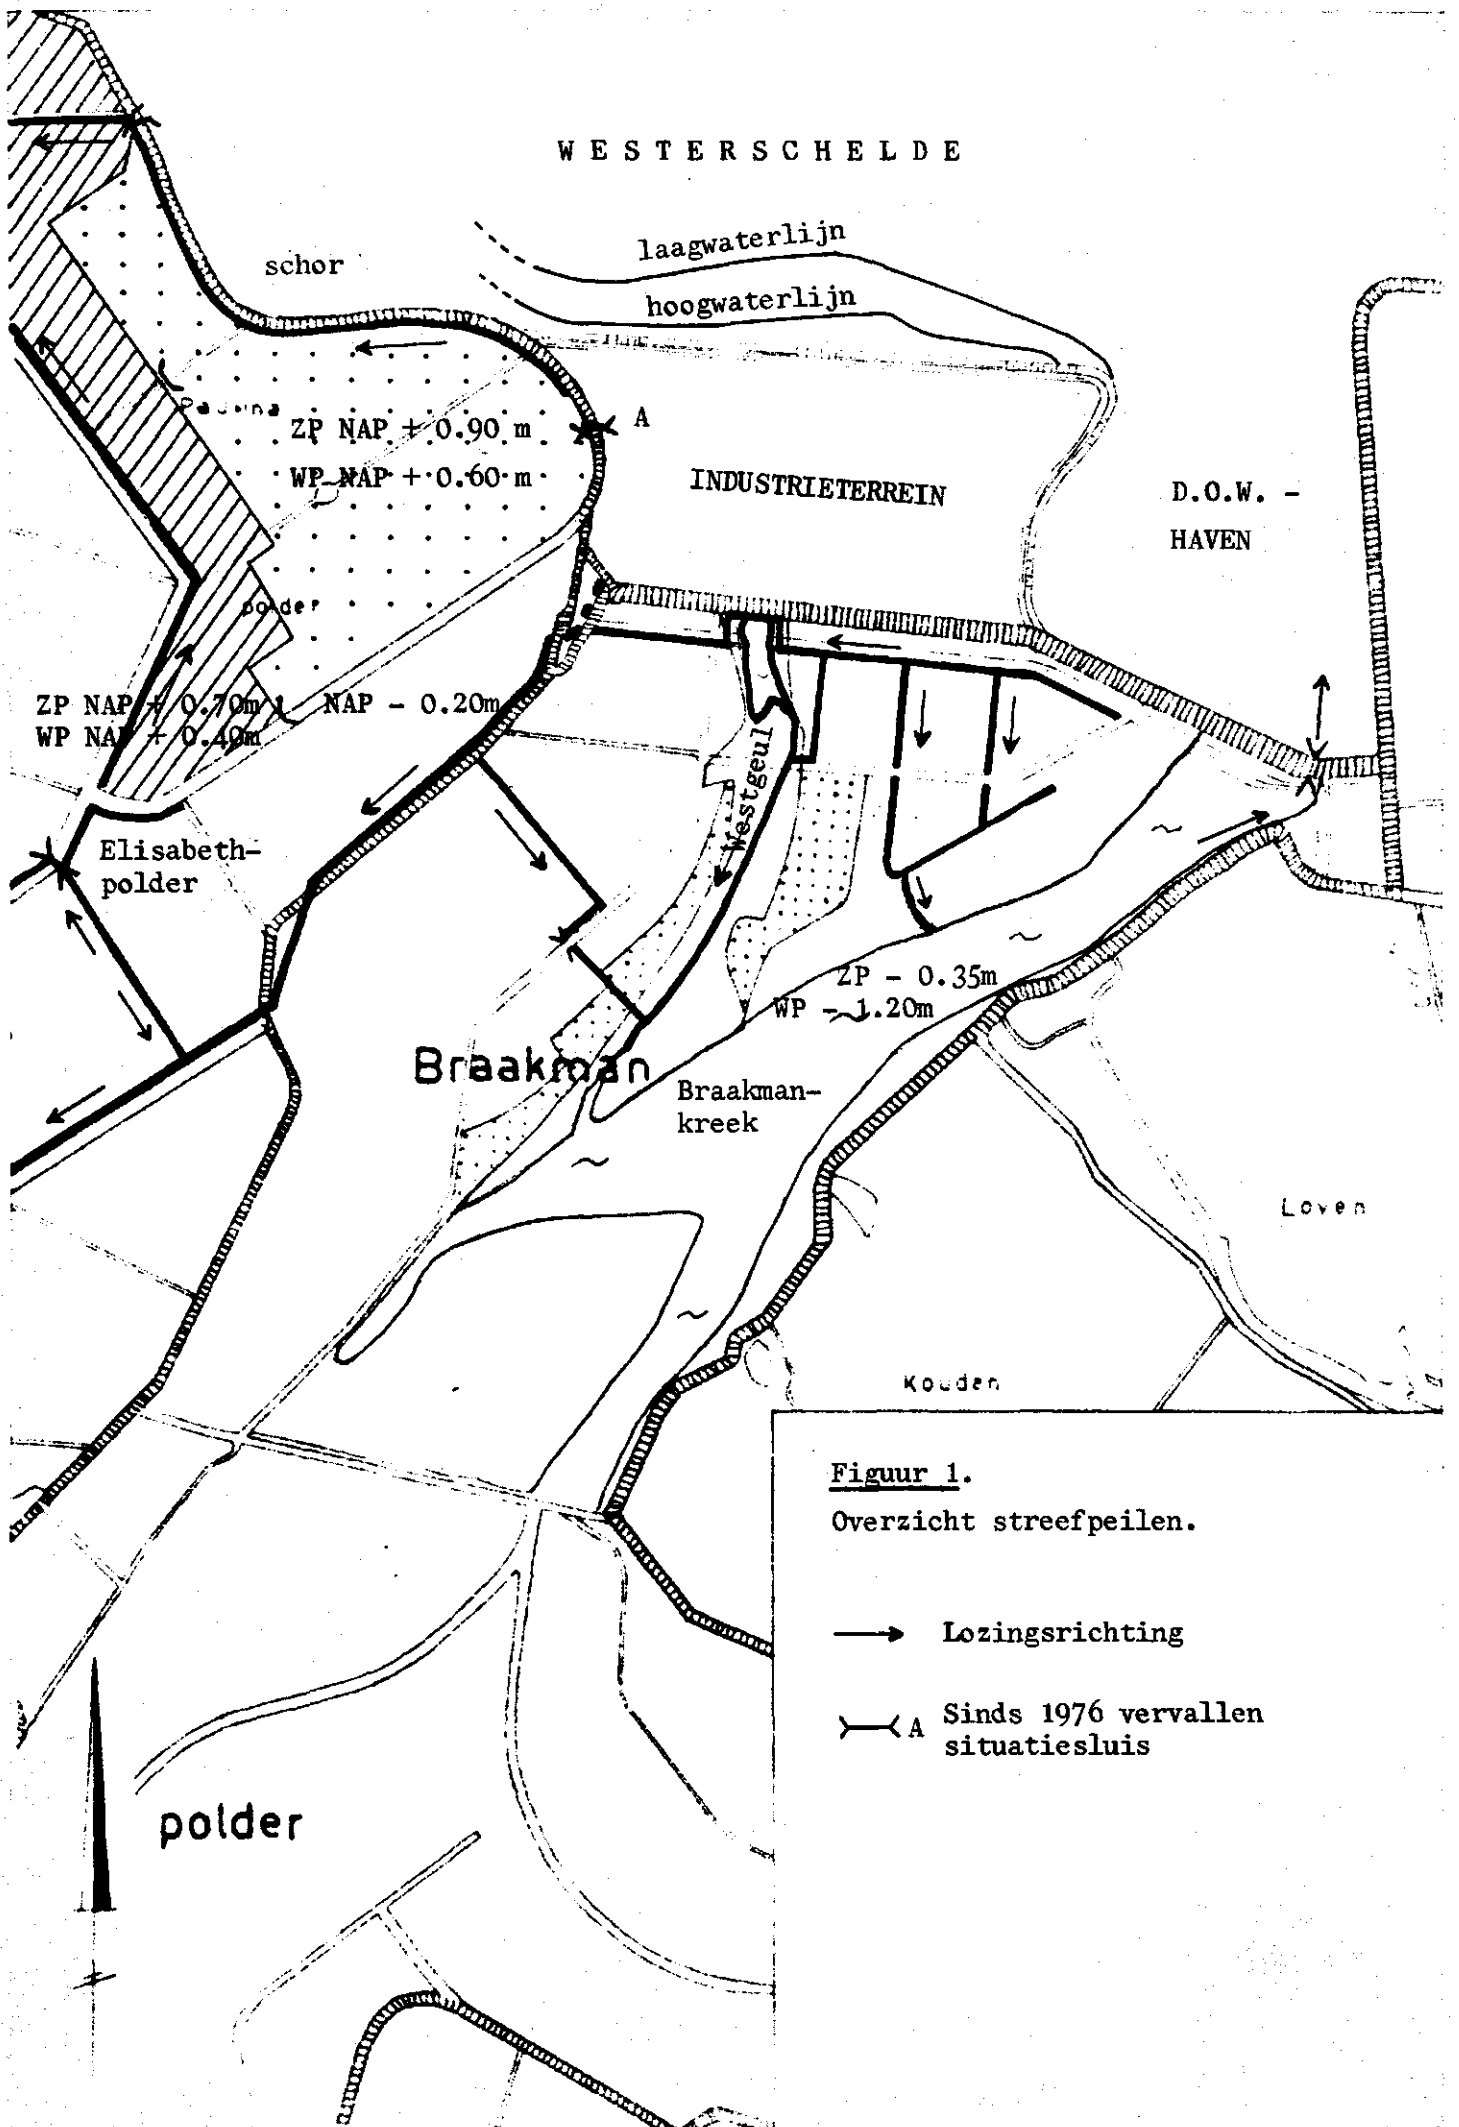 WESTERSCHELDE
laagwaterlijn
schor
hoogwaterlijn
ZP NAP + 0.90 m
A
WP NAP + 0.60 m
INDUSTRIETERREIN
D.O.W. -
HAVEN
polder
ZP NAP + 0.70m
NAP - 0.20m
WP NAP + 0.40m
Westgeul
Elisabeth-
polder
ZP - 0.35m
WP - 1.20m
Braakman
Braakman-
kreek
Loven
Kouden
Figuur 1.
Overzicht streefpeilen.
Lozingsrichting
A Sinds 1976 vervallen
situatiesluis
polder